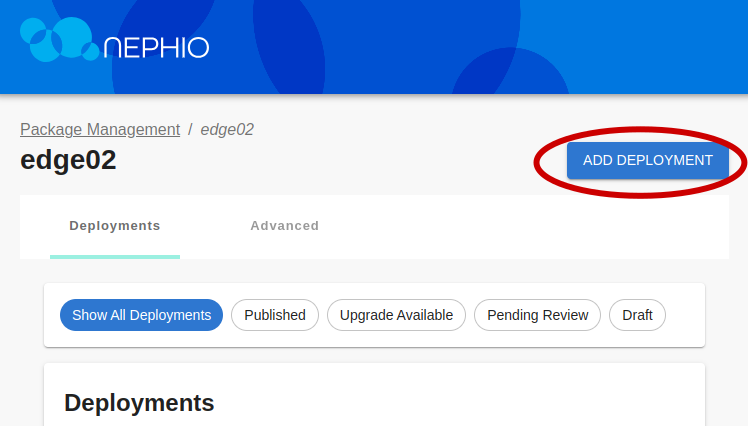 NEPHIO
Package Management / edge02
edge02
ADD DEPLOYMENT
Deployments Advanced
Show All Deployments Published Upgrade Available Pending Review Draft
Deployments